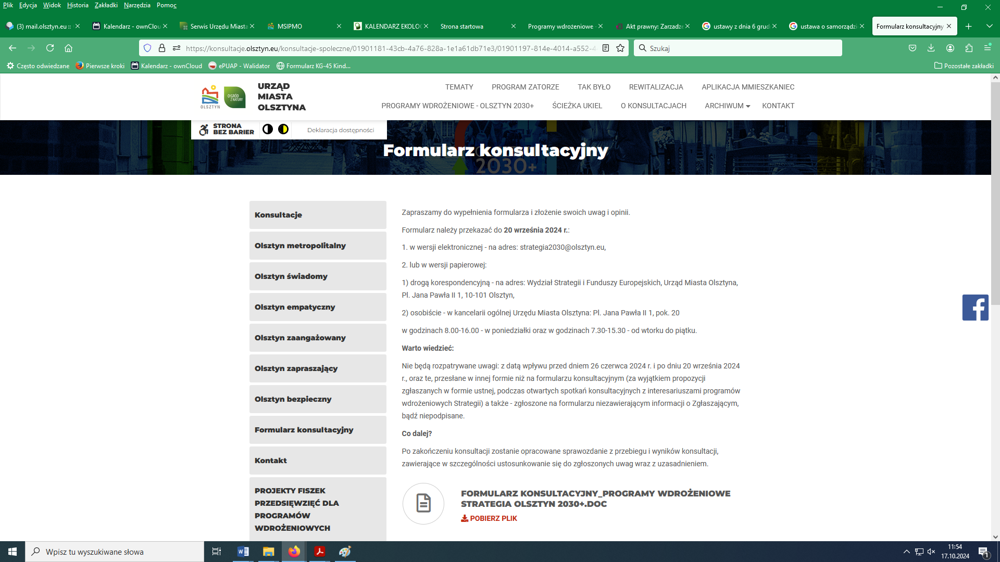 Plik Edycja Widok Historia Zakładki Narzędzia Pomoc
(3) mail.olsztyn.eu :: Kalendarz - ownClou Serwis Urzędu Miasta MSIPMO KALENDARZ EKOLOG Strona startowa Programy wdrożeniowe - Akt prawny: Zarzadze ustawy z dnia 6 grud ustawa o samorządzi Formularz konsultacyjny
https://konsultacje.olsztyn.eu/konsultacje-spoleczne/01901181-43cb-4a76-828a-1e1a61db71e3/01901197-814e-4014-a552-4 Szukaj
Często odwiedzane Pierwsze kroki Kalendarz - ownCloud ePUAP - Walidator Formularz KG-45 Kind... Pozostałe zakładki
OLSZTYN
O!GRÓD
Z NATURY
URZĄD
MIASTA
OLSZTYNA
TEMATY PROGRAM ZATORZE TAK BYŁO REWITALIZACJA APLIKACJA MMIESZKANIEC
PROGRAMY WDROŻENIOWE - OLSZTYN 2030+ ŚCIEŻKA UKIEL O KONSULTACJACH ARCHIWUM KONTAKT
STRONA
BEZ BARIER
Deklaracja dostępności
Formularz konsultacyjny
2030+
Konsultacje
Olsztyn metropolitalny
Olsztyn świadomy
Olsztyn empatyczny
Olsztyn zaangażowany
Olsztyn zapraszający
Olsztyn bezpieczny
Formularz konsultacyjny
Kontakt
PROJEKTY FISZEK
PRZEDSIĘWZIĘĆ DLA
PROGRAMÓW
WDROŻENIOWYCH
Zapraszamy do wypełnienia formularza i złożenie swoich uwag i opinii.
Formularz należy przekazać do 20 września 2024 r.:
1. w wersji elektronicznej - na adres: strategia2030@olsztyn.eu,
2. lub w wersji papierowej:
1) drogą korespondencyjną - na adres: Wydział Strategii i Funduszy Europejskich, Urząd Miasta Olsztyna,
Pl. Jana Pawła II 1, 10-101 Olsztyn,
2) osobiście - w kancelarii ogólnej Urzędu Miasta Olsztyna: Pl. Jana Pawła II 1, pok. 20
w godzinach 8.00-16.00 - w poniedziałki oraz w godzinach 7.30-15.30 - od wtorku do piątku.
Warto wiedzieć:
Nie będą rozpatrywane uwagi: z datą wpływu przed dniem 26 czerwca 2024 r. i po dniu 20 września 2024
r., oraz te, przesłane w innej formie niż na formularzu konsultacyjnym (za wyjątkiem propozycji
zgłaszanych w formie ustnej, podczas otwartych spotkań konsultacyjnych z interesariuszami programów
wdrożeniowych Strategii) a także - zgłoszone na formularzu niezawierającym informacji o Zgłaszającym,
bądź niepodpisane.
Co dalej?
Po zakończeniu konsultacji zostanie opracowane sprawozdanie z przebiegu i wyników konsultacji,
zawierające w szczególności ustosunkowanie się do zgłoszonych uwag wraz z uzasadnieniem.
FORMULARZ KONSULTACYJNY_PROGRAMY WDROŻENIOWE
STRATEGIA OLSZTYN 2030+.DOC
POBIERZ PLIK
Wpisz tu wyszukiwane słowa
11:54
17.10.2024
1